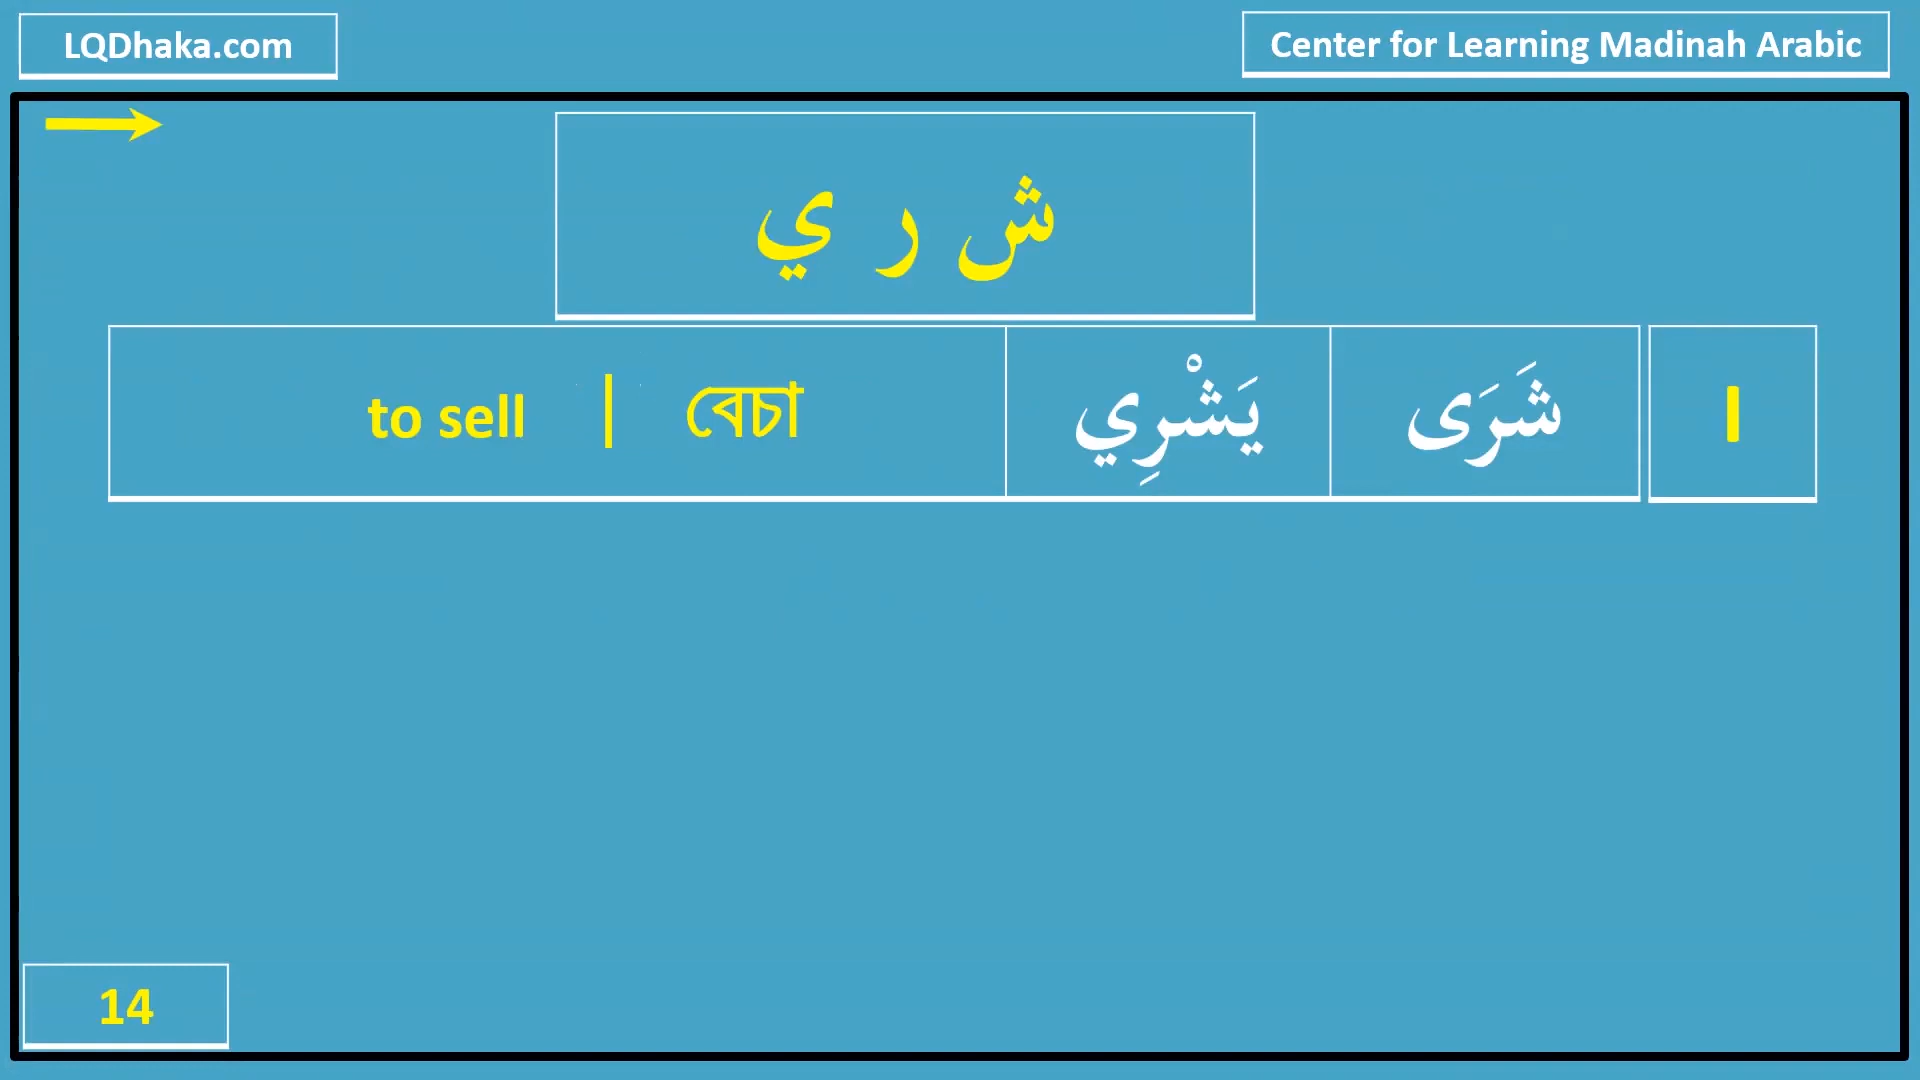 LQDhaka.com
Center for Learning Madinah Arabic
ش ر ي
I شَرَى يَشْرِي বেচা | to sell
14